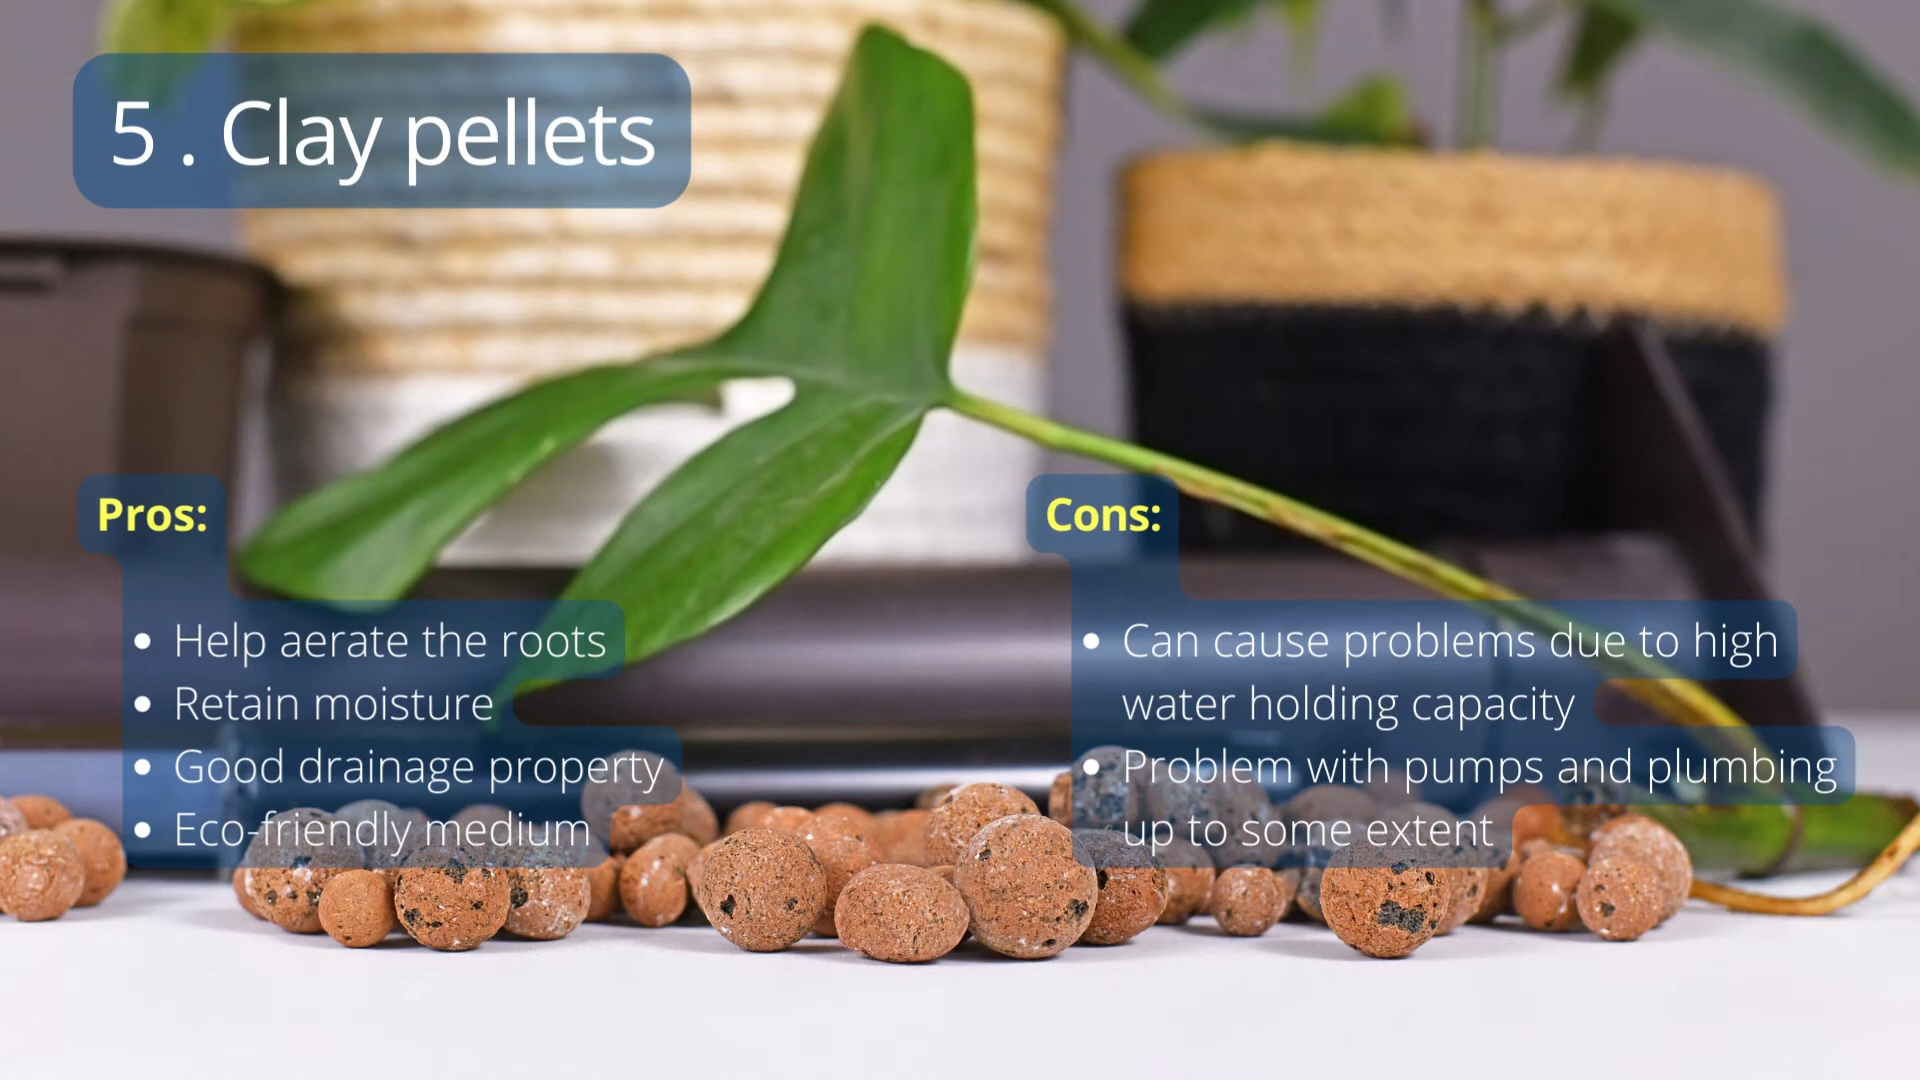 5 . Clay pellets
Pros:
Help aerate the roots
Retain moisture
Good drainage property
Eco-friendly medium
Cons:
Can cause problems due to high
water holding capacity
Problem with pumps and plumbing
up to some extent